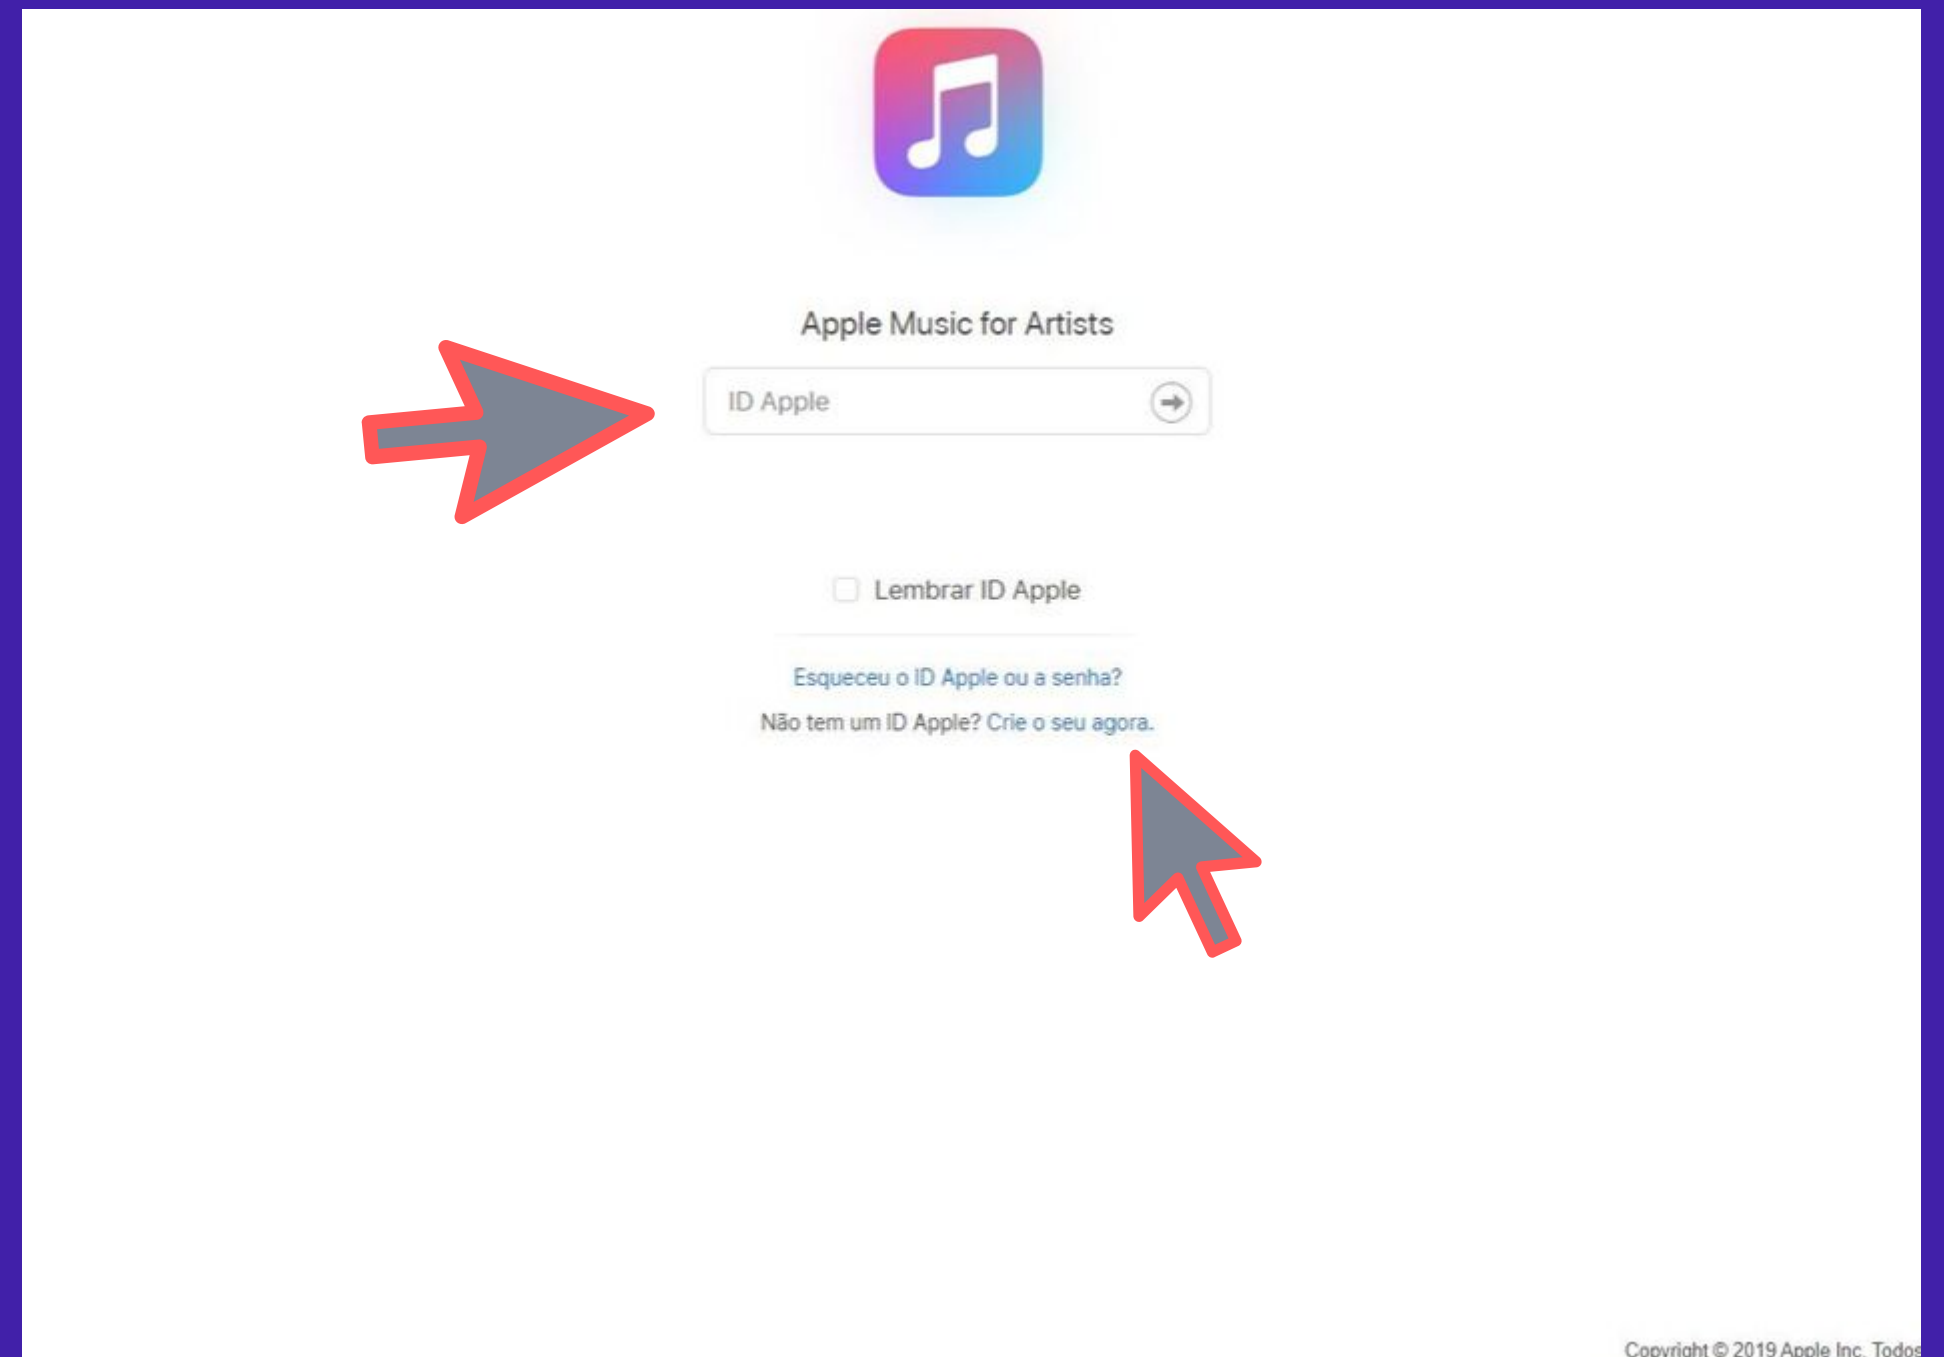 Apple Music for Artists
ID Apple
Lembrar ID Apple
Esqueceu o ID Apple ou a senha?
Não tem um ID Apple? Crie o seu agora.
Copyright © 2019 Apple Inc. Todos